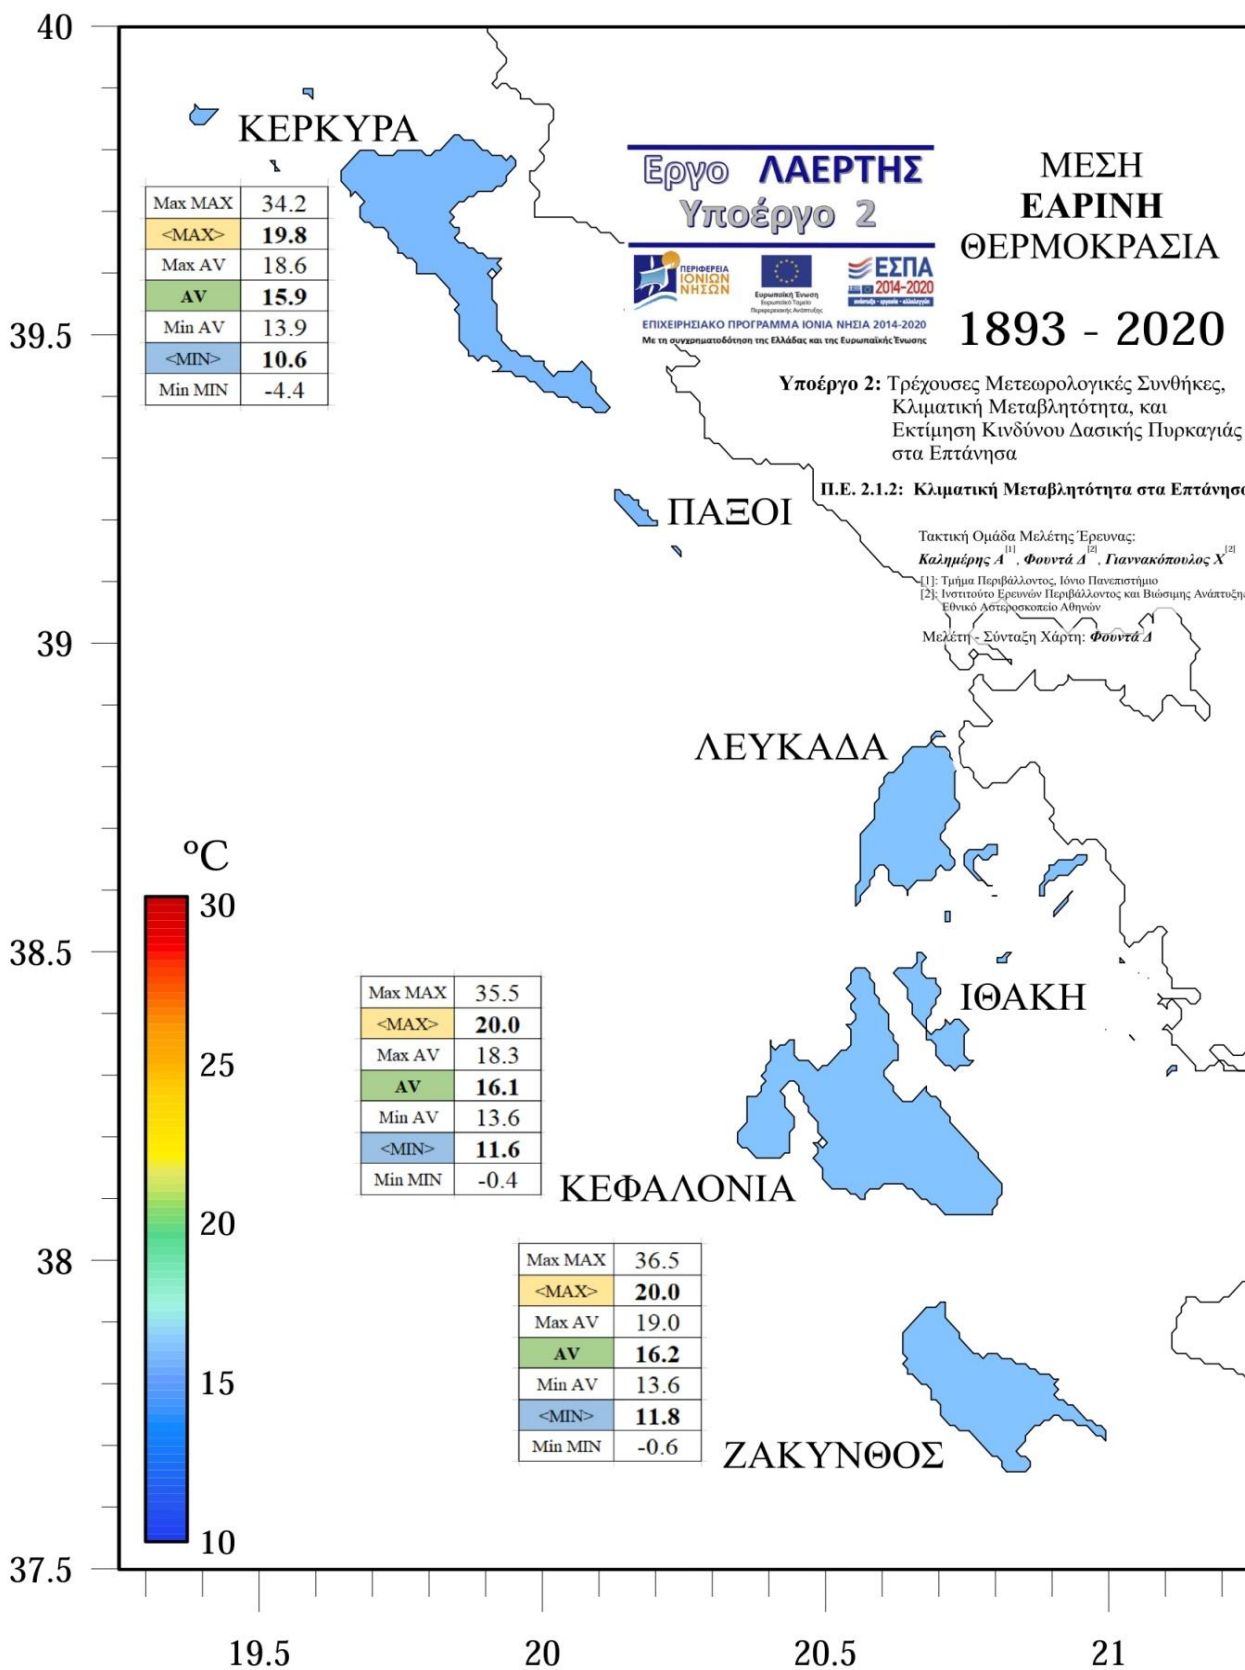 40
ΚΕΡΚΥΡΑ
Max MAX 34.2
<MAX> 19.8
Max AV 18.6
AV 15.9
Min AV 13.9
<MIN> 10.6
Min MIN -4.4
Εργο ΛΑΕΡΤΗΣ
Υποέργο 2
ΠΕΡΙΦΕΡΕΙΑ
ΙΟΝΙΩΝ
ΝΗΣΩΝ
Ευρωπαϊκή Ένωση
Ευρωπαϊκό Ταμείο
Περιφερειακής Ανάπτυξης
ΕΣΠΑ
2014-2020
ανάπτυξη - εργασία - αλληλεγγύη
ΕΠΙΧΕΙΡΗΣΙΑΚΟ ΠΡΟΓΡΑΜΜΑ ΙΟΝΙΑ ΝΗΣΙΑ 2014-2020
Με τη συγχρηματοδότηση της Ελλάδας και της Ευρωπαϊκής Ένωσης
ΜΕΣΗ
ΕΑΡΙΝΗ
ΘΕΡΜΟΚΡΑΣΙΑ
1893 - 2020
39.5
Υποέργο 2: Τρέχουσες Μετεωρολογικές Συνθήκες,
Κλιματική Μεταβλητότητα, και
Εκτίμηση Κινδύνου Δασικής Πυρκαγιάς
στα Επτάνησα
Π.Ε. 2.1.2: Κλιματική Μεταβλητότητα στα Επτάνησα
ΠΑΞΟΙ
Τακτική Ομάδα Μελέτης Έρευνας:
Καλημέρης Α[1], Φουντά Δ[2], Γιαννακόπουλος Χ[2]
[1]: Τμήμα Περιβάλλοντος, Ιόνιο Πανεπιστήμιο
[2]: Ινστιτούτο Ερευνών Περιβάλλοντος και Βιώσιμης Ανάπτυξης
Εθνικό Αστεροσκοπείο Αθηνών
Μελέτη - Σύνταξη Χάρτη: Φουντά Δ
39
ΛΕΥΚΑΔΑ
ºC
30
25
20
15
10
38.5
ΙΘΑΚΗ
Max MAX 35.5
<MAX> 20.0
Max AV 18.3
AV 16.1
Min AV 13.6
<MIN> 11.6
Min MIN -0.4
ΚΕΦΑΛΟΝΙΑ
38
Max MAX 36.5
<MAX> 20.0
Max AV 19.0
AV 16.2
Min AV 13.6
<MIN> 11.8
Min MIN -0.6
ΖΑΚΥΝΘΟΣ
37.5
19.5 20 20.5 21